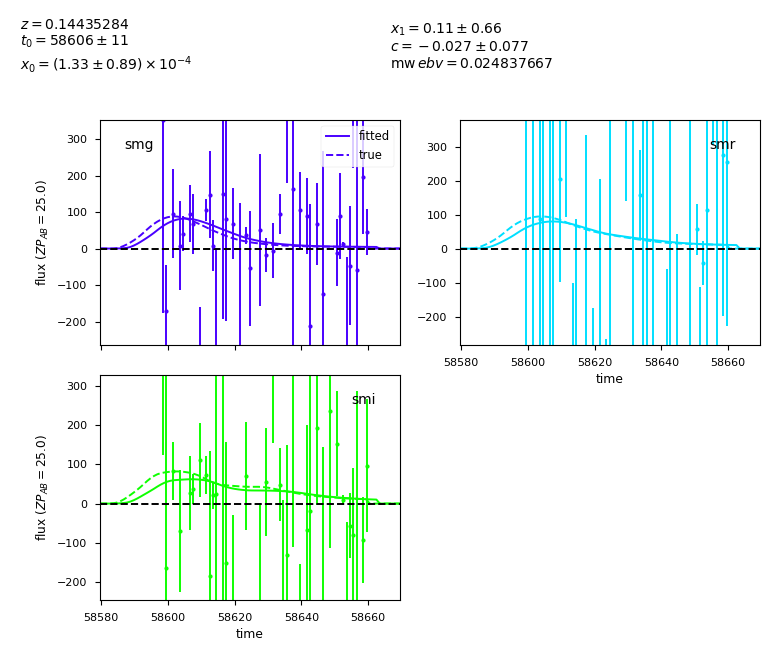 z = 0.14435284
t₀ = 58606 ± 11
x₀ = (1.33 ± 0.89) × 10⁻⁴
x₁ = 0.11 ± 0.66
c = −0.027 ± 0.077
mw ebv = 0.024837667
smg
fitted
true
flux (ZP_AB = 25.0)
300
200
100
0
−100
−200
smr
300
200
100
0
−100
−200
58580 58600 58620 58640 58660
time
smi
flux (ZP_AB = 25.0)
300
200
100
0
−100
−200
58580 58600 58620 58640 58660
time